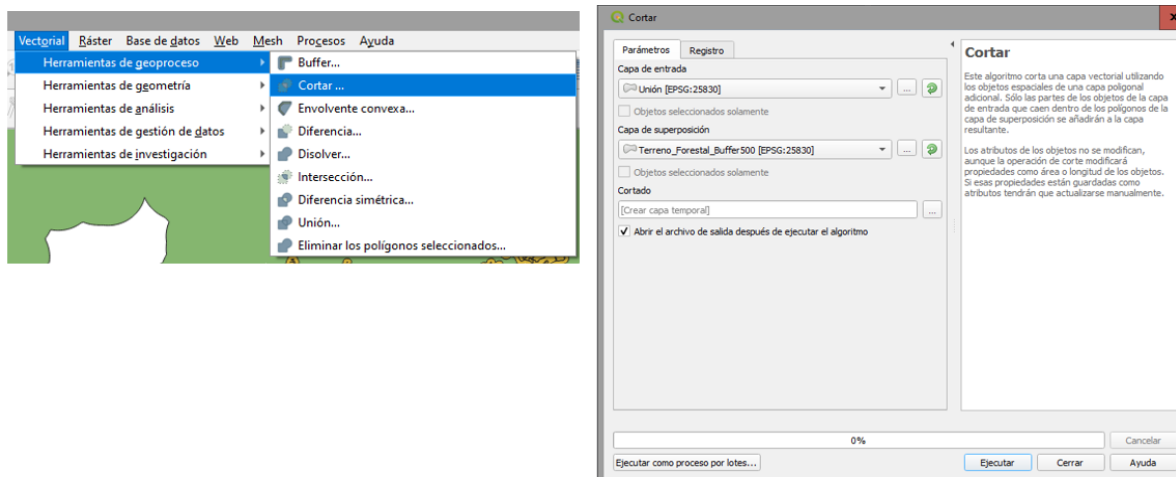 Vectorial Ráster Base de datos Web Mesh Procesos Ayuda
Herramientas de geoproceso
Herramientas de geometría
Herramientas de análisis
Herramientas de gestión de datos
Herramientas de investigación
Buffer...
Cortar ...
Envolvente convexa...
Diferencia...
Disolver...
Intersección...
Diferencia simétrica...
Unión...
Eliminar los polígonos seleccionados...
Cortar
x
Parámetros Registro
Capa de entrada
Unión [EPSG:25830]
...
Objetos seleccionados solamente
Capa de superposición
Terreno_Forestal_Buffer500 [EPSG:25830]
...
Objetos seleccionados solamente
Cortado
[Crear capa temporal]
...
Abrir el archivo de salida después de ejecutar el algoritmo
Cortar
Este algoritmo corta una capa vectorial utilizando
los objetos espaciales de una capa poligonal
adicional. Sólo las partes de los objetos de la capa
de entrada que caen dentro de los polígonos de la
capa de superposición se añadirán a la capa
resultante.
Los atributos de los objetos no se modifican,
aunque la operación de corte modificará
propiedades como área o longitud de los objetos.
Si esas propiedades están guardadas como
atributos tendrán que actualizarse manualmente.
0%
Cancelar
Ejecutar como proceso por lotes...
Ejecutar
Cerrar
Ayuda